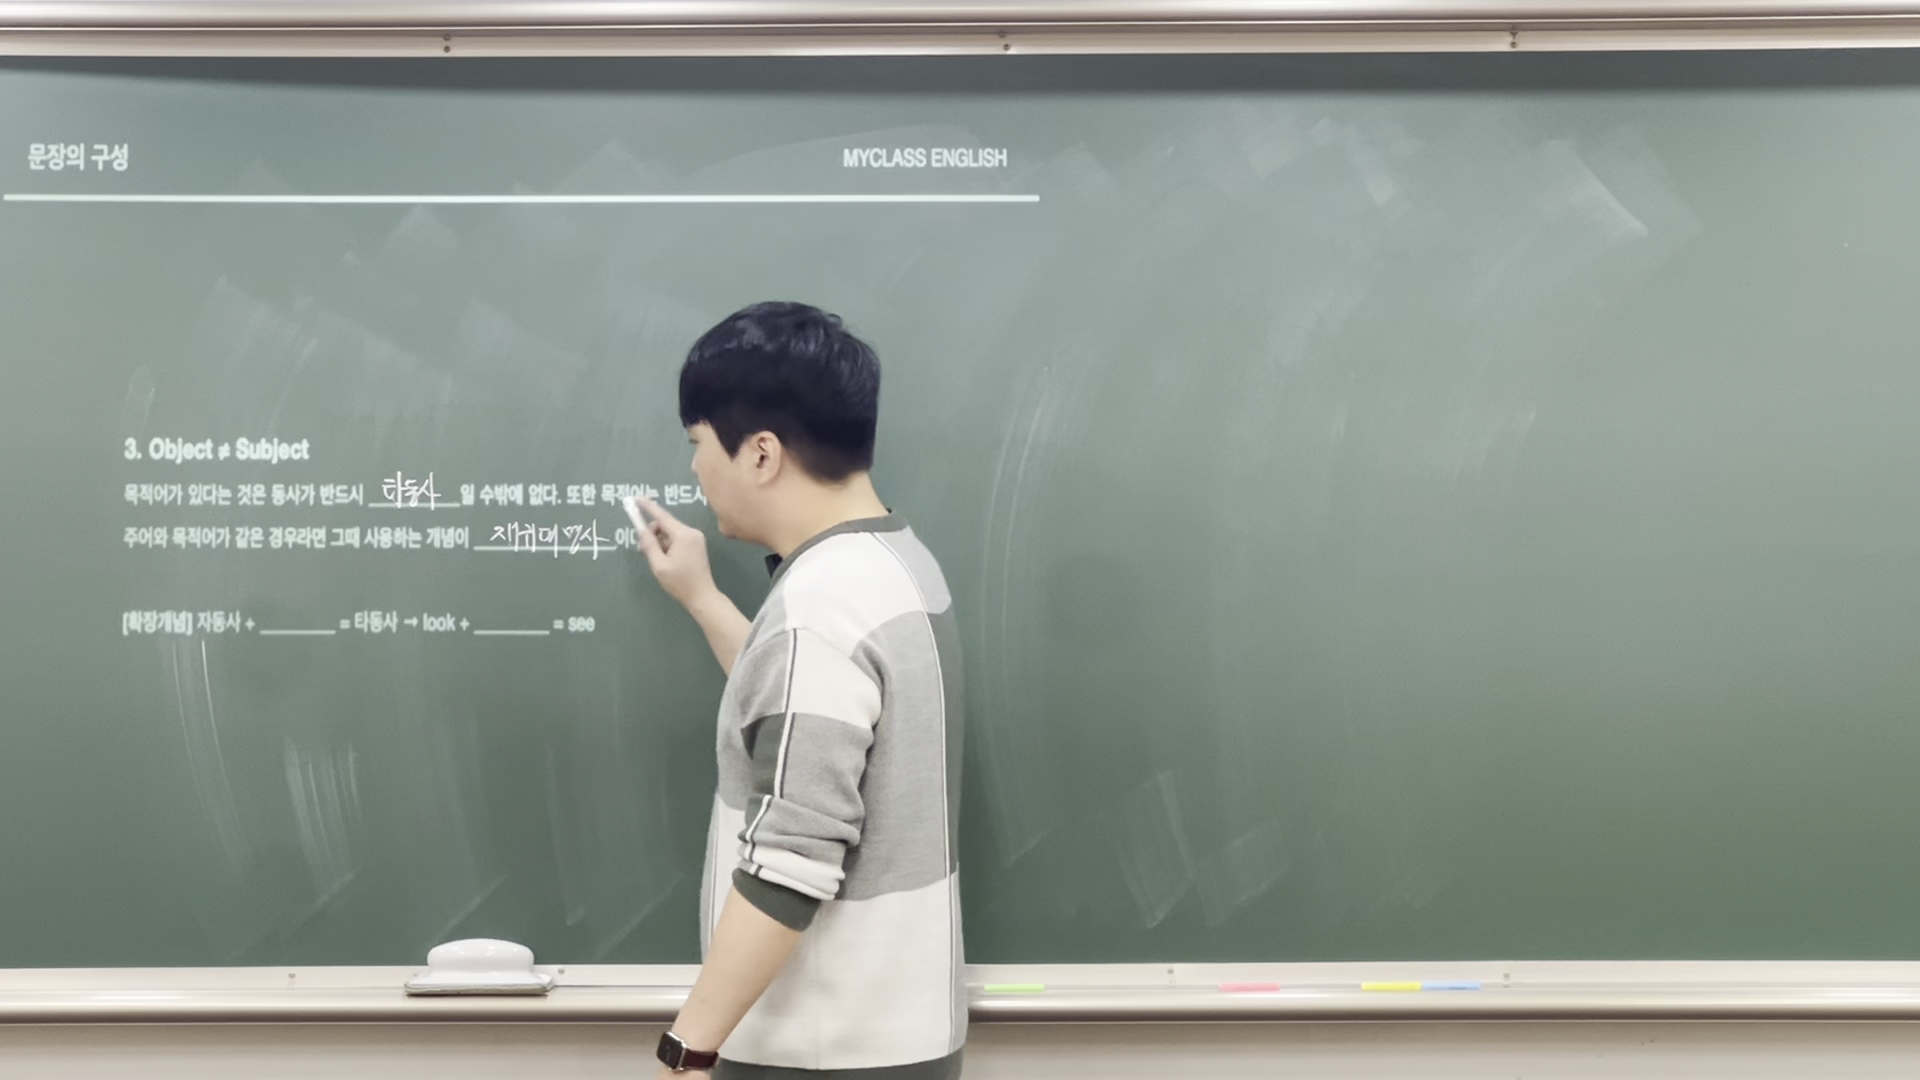 문장의 구성
MYCLASS ENGLISH
3. Object ≠ Subject
목적어가 있다는 것은 동사가 반드시 타동사 일 수밖에 없다. 또한 목적어는 반드시
주어와 목적어가 같은 경우라면 그때 사용하는 개념이 재귀대명사 이다
[확장개념] 자동사 + ______ = 타동사 → look + ______ = see